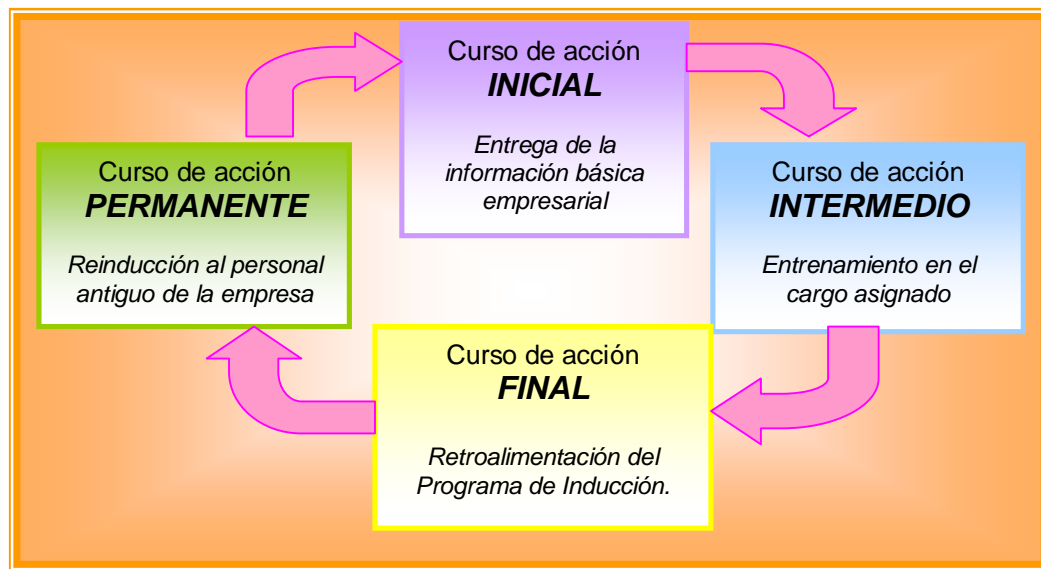 Curso de acción
INICIAL
Entrega de la
información básica
empresarial
Curso de acción
PERMANENTE
Reinducción al personal
antiguo de la empresa
Curso de acción
INTERMEDIO
Entrenamiento en el
cargo asignado
Curso de acción
FINAL
Retroalimentación del
Programa de Inducción.